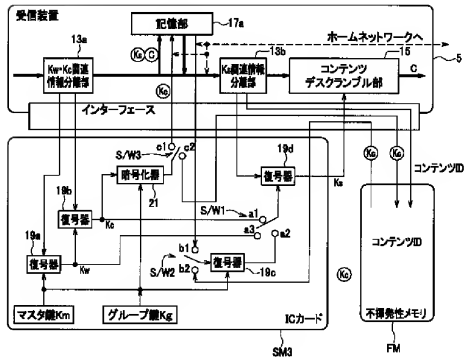 受信装置
記憶部
17a
13a
Ks
C
ホームネットワークへ
13b
15
Kw・Kc関連情報分離部
Kc
Ks関連情報分離部
コンテンツデスクランブル部
C
5
インターフェース
c1
c2
S/W3
暗号化器
21
19d
復号器
Ks
Kc
Kc
コンテンツID
19b
復号器
Kc
S/W1
a1
a3
a2
19a
復号器
Kw
b1
S/W2
b2
復号器
19c
Kc
コンテンツID
マスタ鍵Km
グループ鍵Kg
ICカード
不揮発性メモリ
SM3
FM